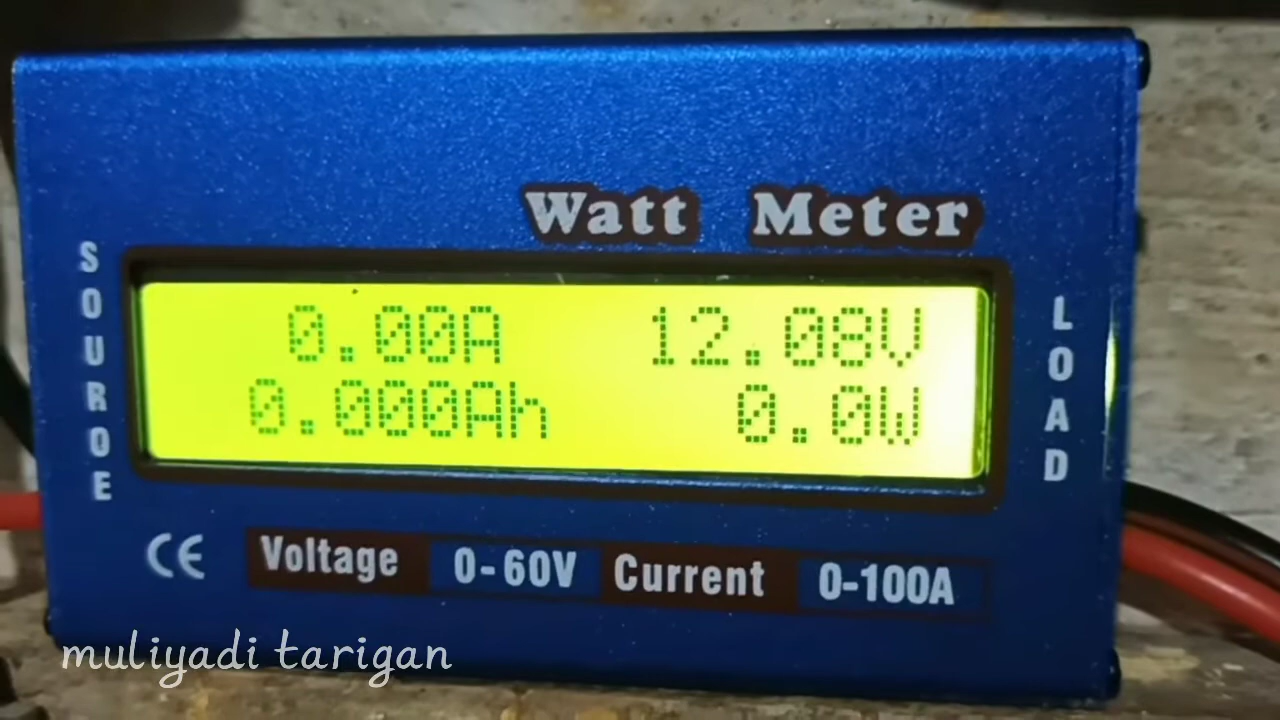 Watt Meter
SOUROE
0.00A 12.08V
0.000Ah 0.0W
LOAD
CE Voltage 0-60V Current 0-100A
muliyadi tarigan